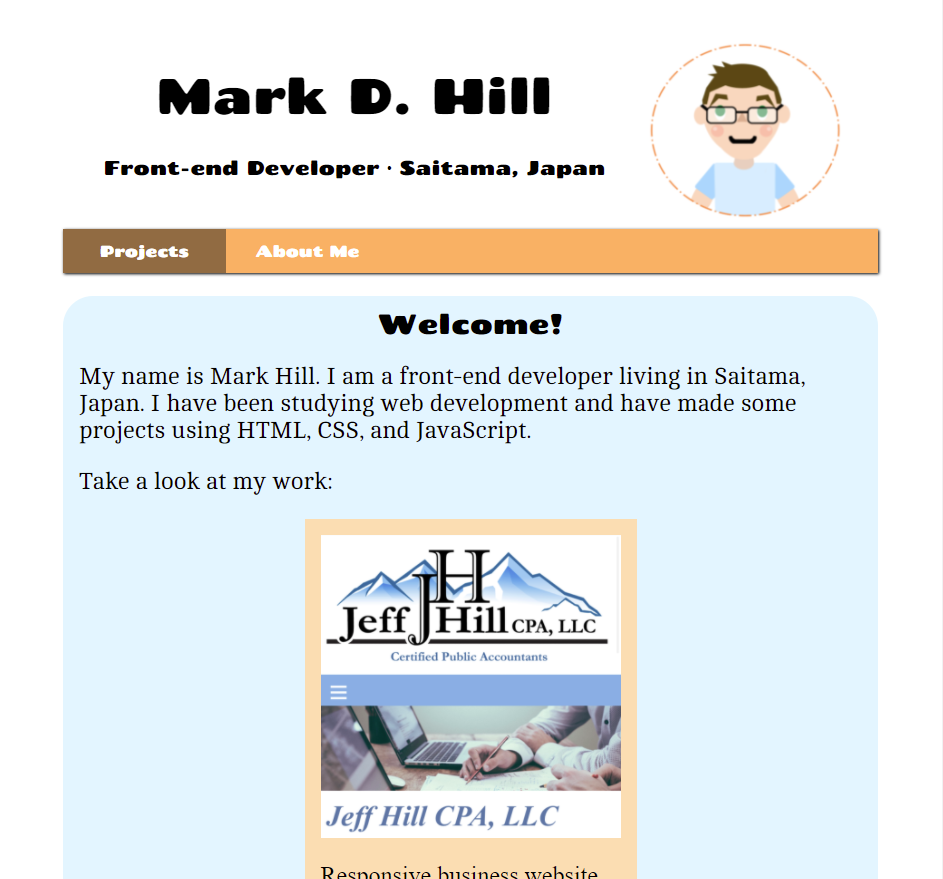 Mark D. Hill
Front-end Developer · Saitama, Japan
Projects About Me
Welcome!
My name is Mark Hill. I am a front-end developer living in Saitama,
Japan. I have been studying web development and have made some
projects using HTML, CSS, and JavaScript.
Take a look at my work:
JH
Jeff Hill CPA, LLC
Certified Public Accountants
Jeff Hill CPA, LLC
Responsive business website